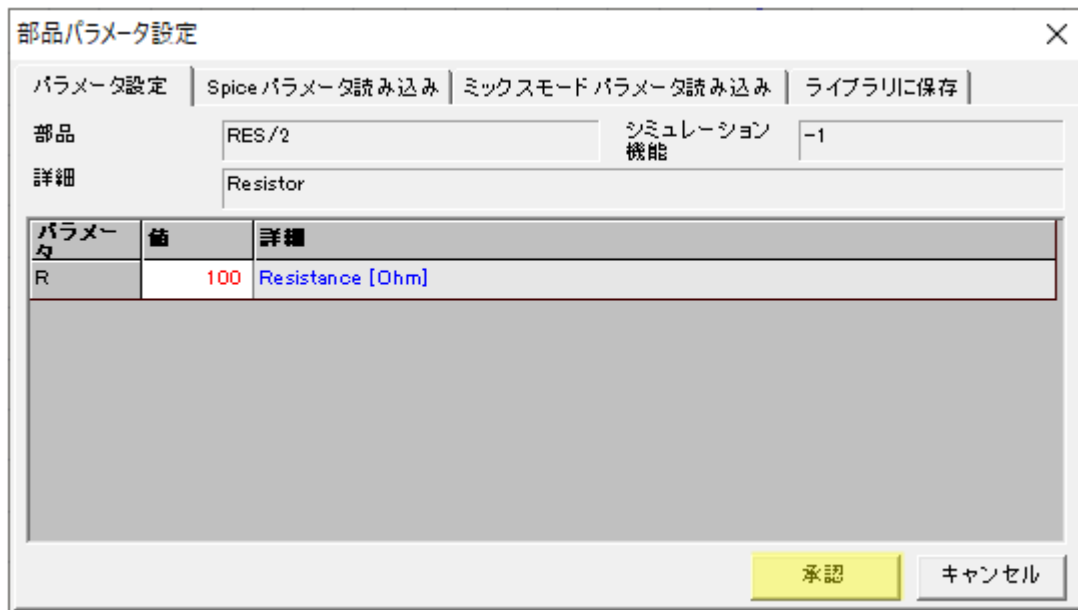 部品パラメータ設定
パラメータ設定 Spice パラメータ読み込み ミックスモード パラメータ読み込み ライブラリに保存
部品 RES/2 シミュレーション
機能 -1
詳細 Resistor
パラメー
タ 値 詳細
R 100 Resistance [Ohm]
承認 キャンセル